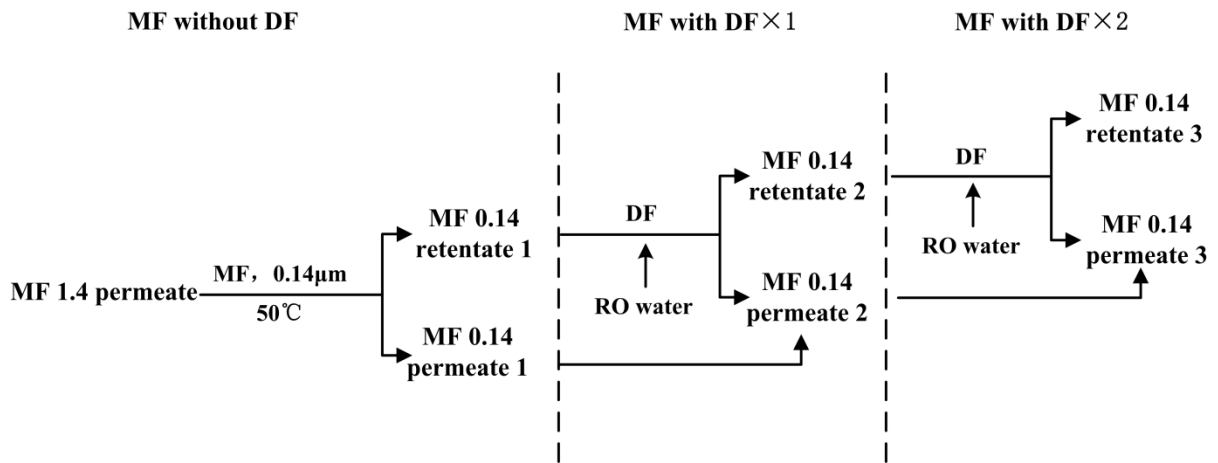 MF without DF
MF with DF×1
MF with DF×2
MF 1.4 permeate
MF，0.14μm
50℃
MF 0.14
retentate 1
MF 0.14
permeate 1
DF
RO water
MF 0.14
retentate 2
MF 0.14
permeate 2
DF
RO water
MF 0.14
retentate 3
MF 0.14
permeate 3